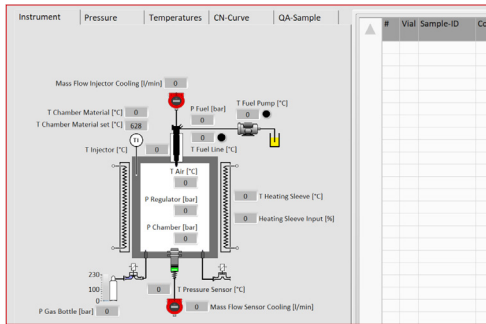 Instrument Pressure Temperatures CN-Curve QA-Sample
# Vial Sample-ID Co
Mass Flow Injector Cooling [l/min] 0
T Chamber Material [°C] 0
P Fuel [bar] 0
T Fuel Pump [°C] 0
T Chamber Material set [°C] 628
TI
0 T Fuel Line [°C]
T Injector [°C] 0
T Air [°C]
0
P Regulator [bar]
0
0 T Heating Sleeve [°C]
0 Heating Sleeve Input [%]
P Chamber [bar]
0
230
100
0
0 T Pressure Sensor [°C]
P Gas Bottle [bar] 0
0 Mass Flow Sensor Cooling [l/min]